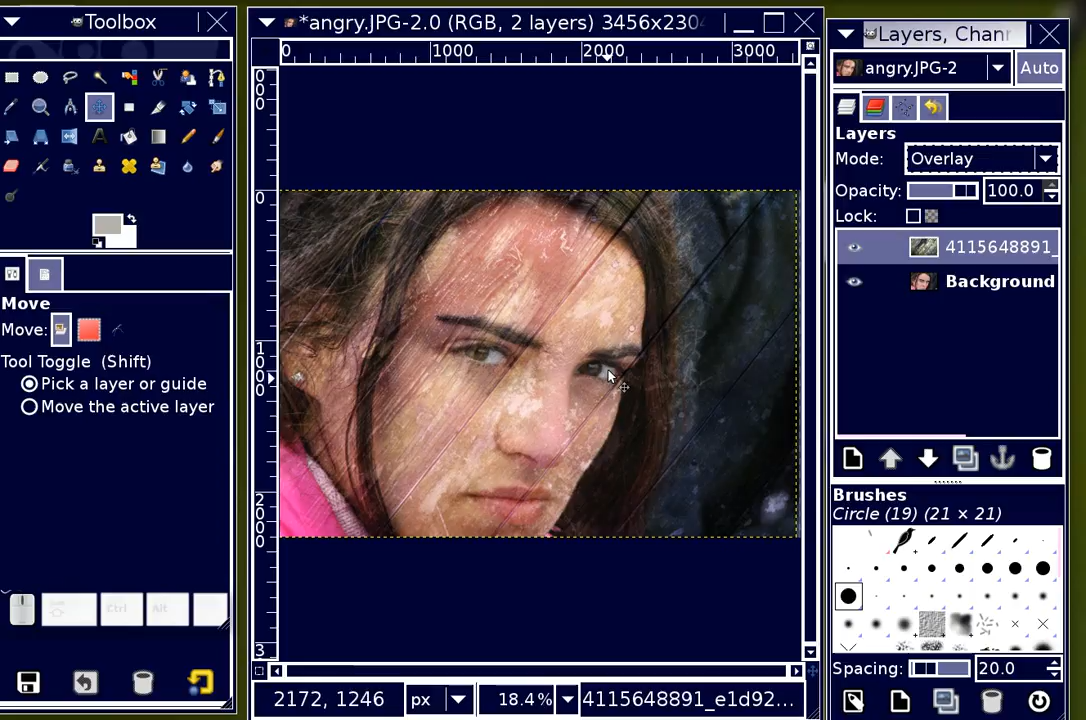 Toolbox
*angry.JPG-2.0 (RGB, 2 layers) 3456x230
Layers, Chan
0
1000
2000
3000
angry.JPG-2
Auto
Layers
Mode: Overlay
Opacity: 100.0
Lock:
4115648891_
Background
Move
Move:
Tool Toggle (Shift)
Pick a layer or guide
Move the active layer
Ctrl
Alt
Brushes
Circle (19) (21 × 21)
Spacing: 20.0
2172, 1246
px
18.4%
4115648891_e1d92...